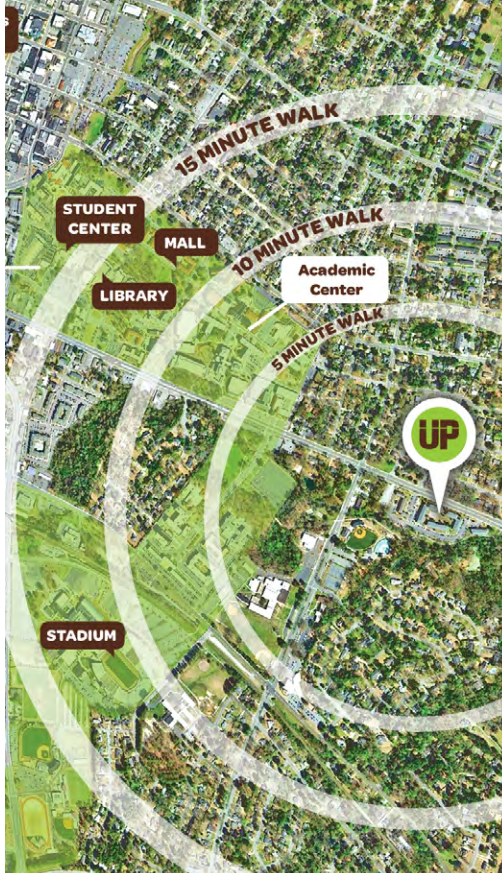 S
15 MINUTE WALK
STUDENT
CENTER
10 MINUTE WALK
MALL
Academic
Center
LIBRARY
5 MINUTE WALK
UP
STADIUM